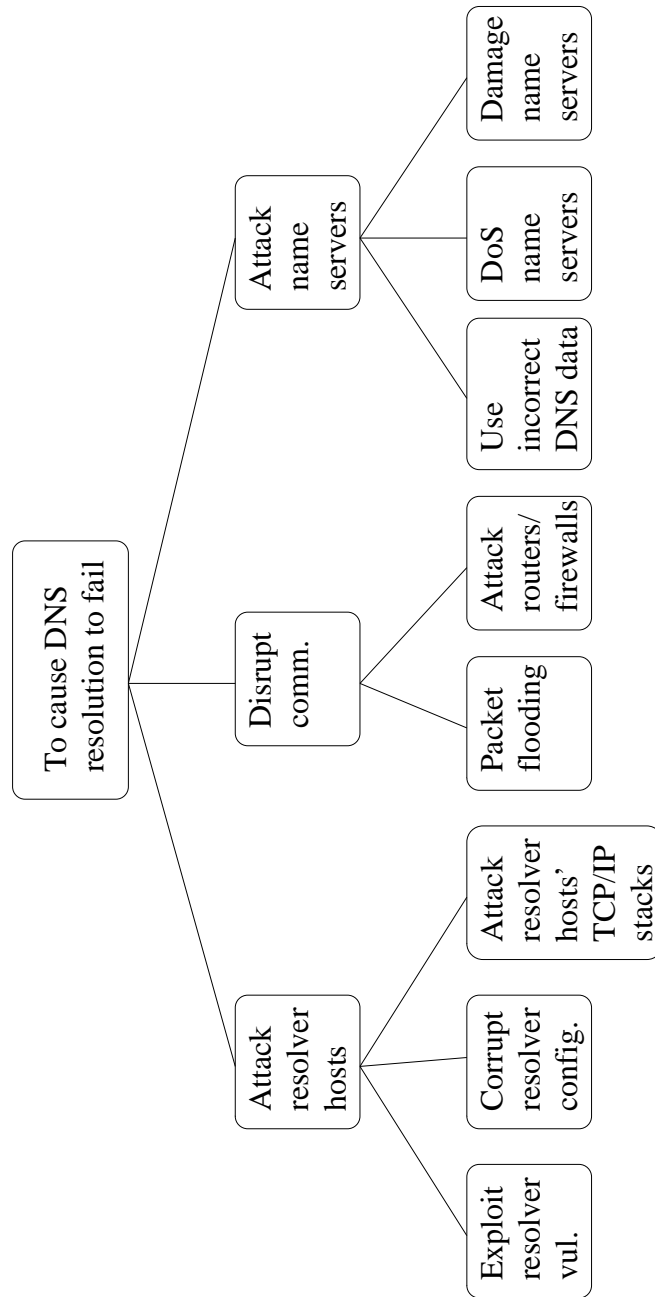 To cause DNS
resolution to fail
Attack
resolver
hosts
Disrupt
comm.
Attack
name
servers
Exploit
resolver
vul.
Corrupt
resolver
config.
Attack
resolver
hosts’
TCP/IP
stacks
Packet
flooding
Attack
routers/
firewalls
Use
incorrect
DNS data
DoS
name
servers
Damage
name
servers